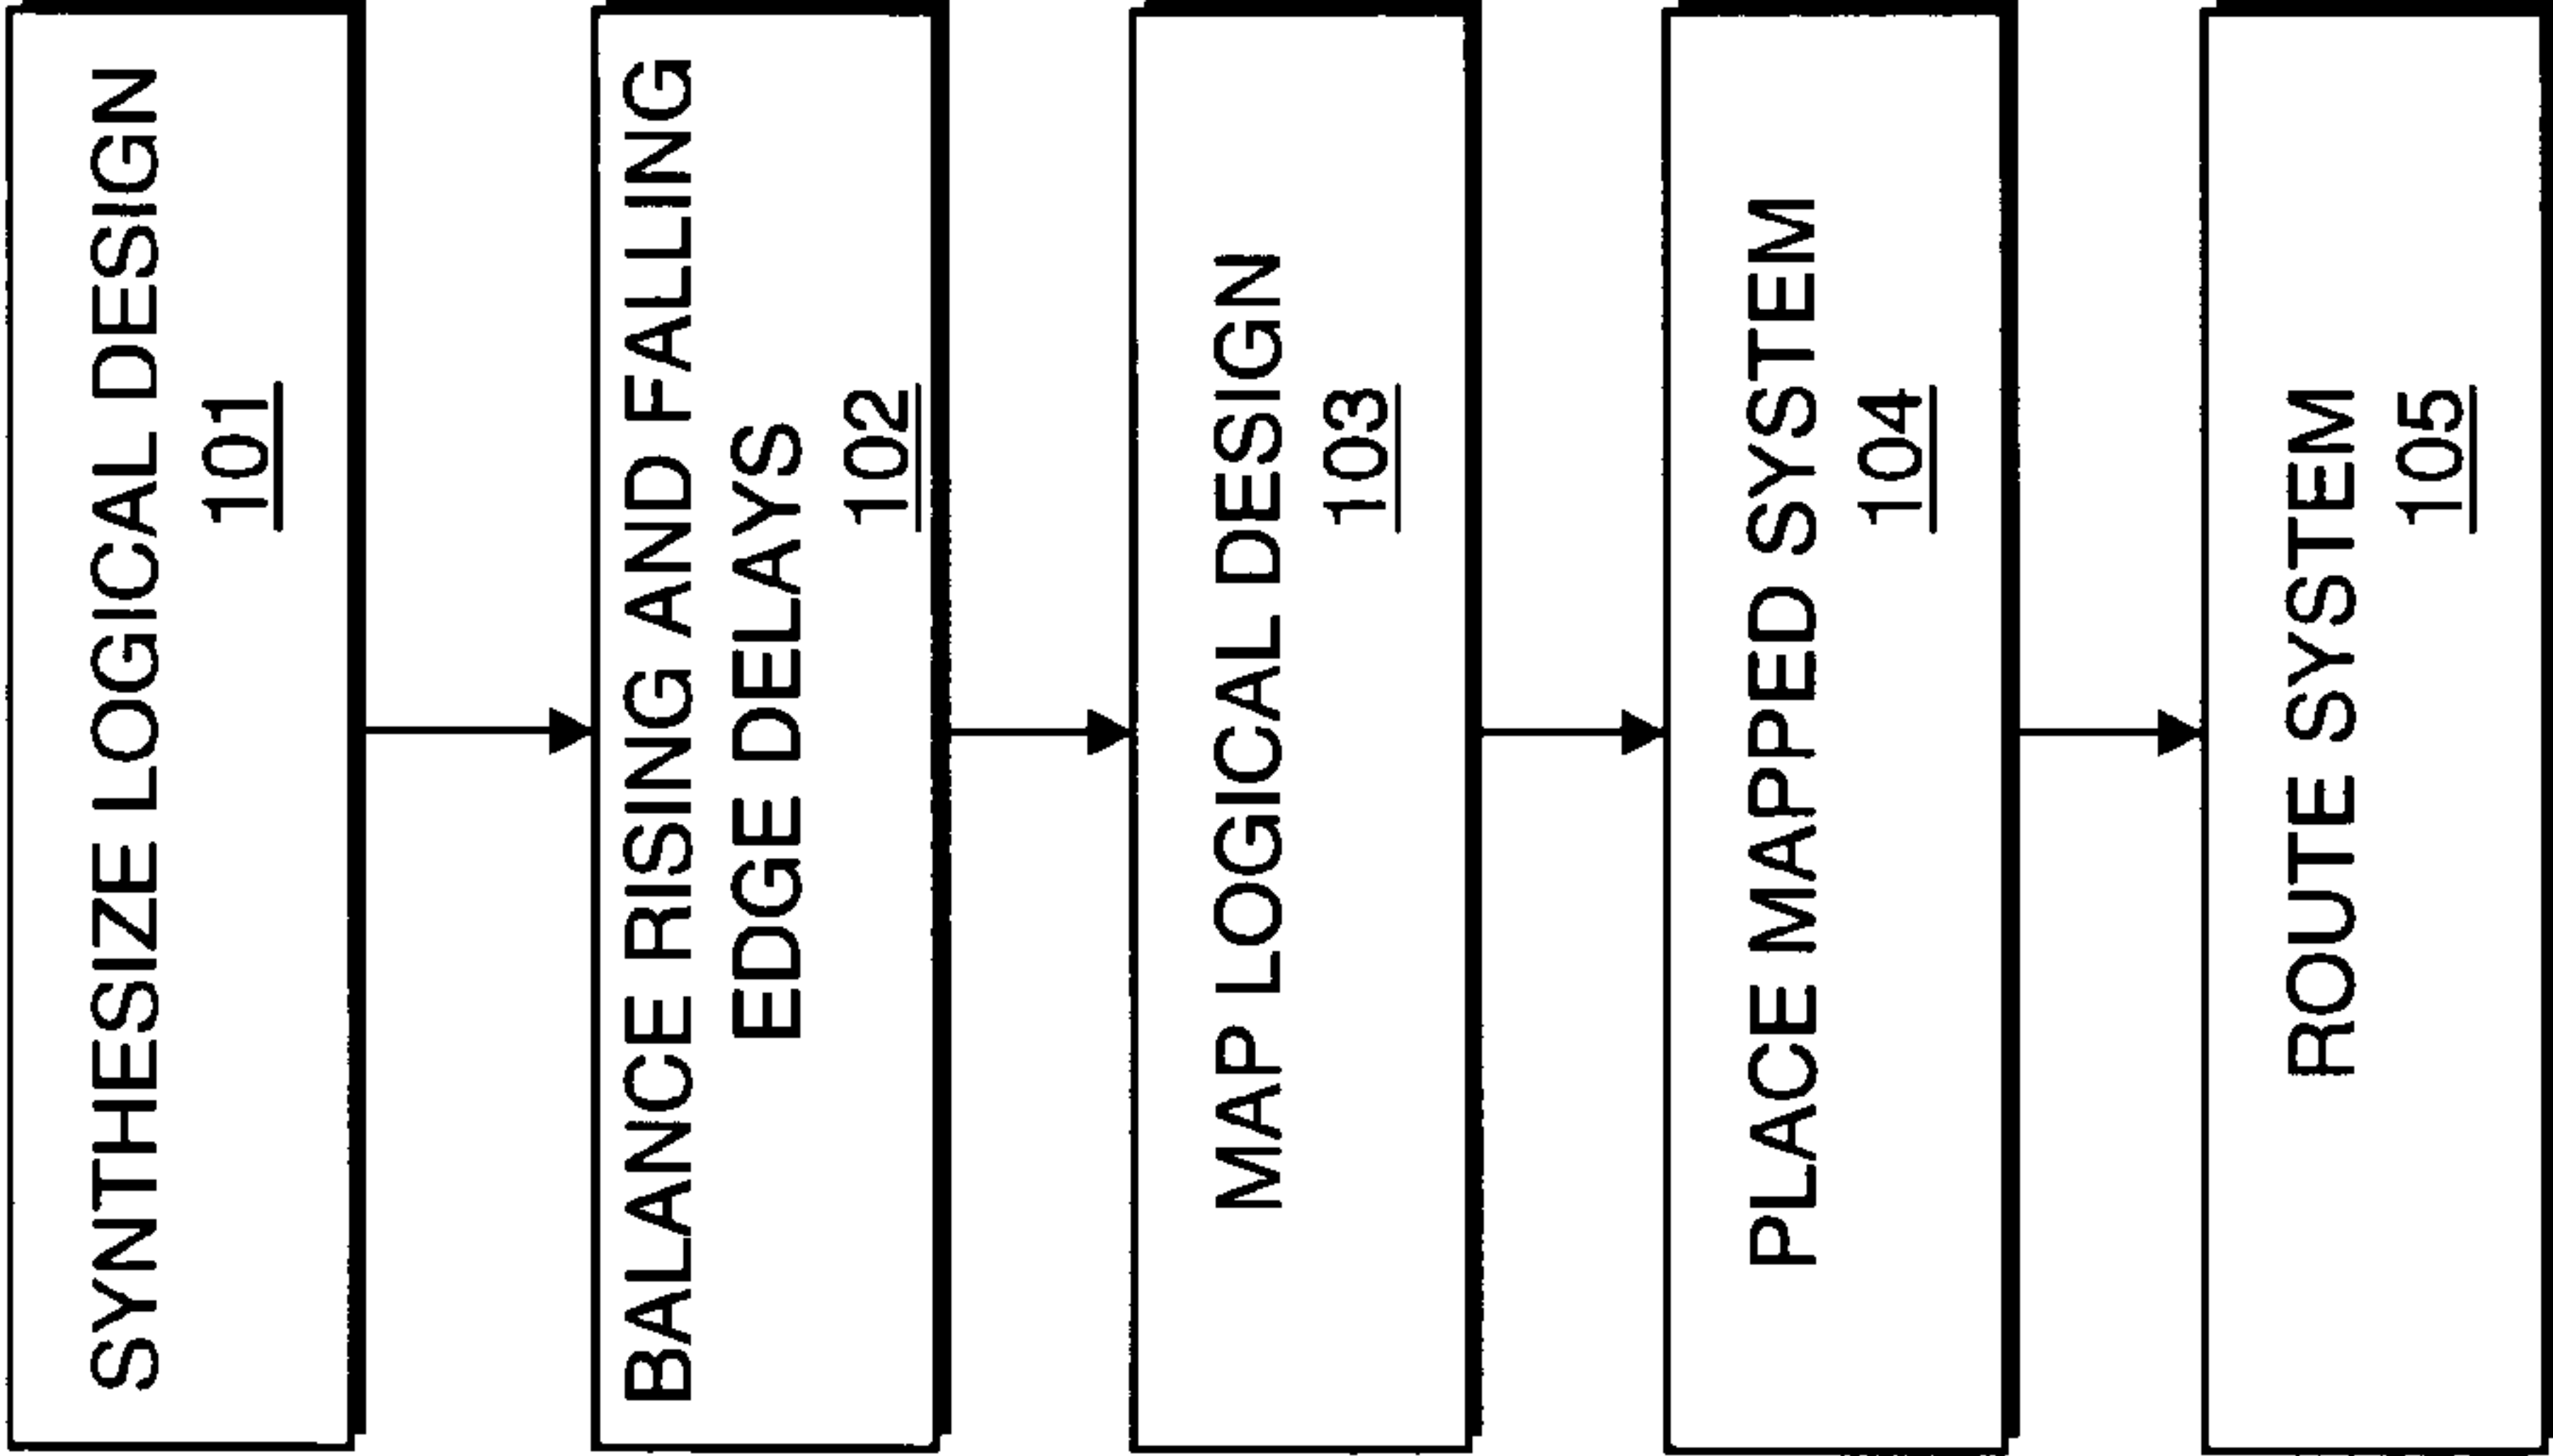 SYNTHESIZE LOGICAL DESIGN
101
BALANCE RISING AND FALLING
EDGE DELAYS
102
MAP LOGICAL DESIGN
103
PLACE MAPPED SYSTEM
104
ROUTE SYSTEM
105